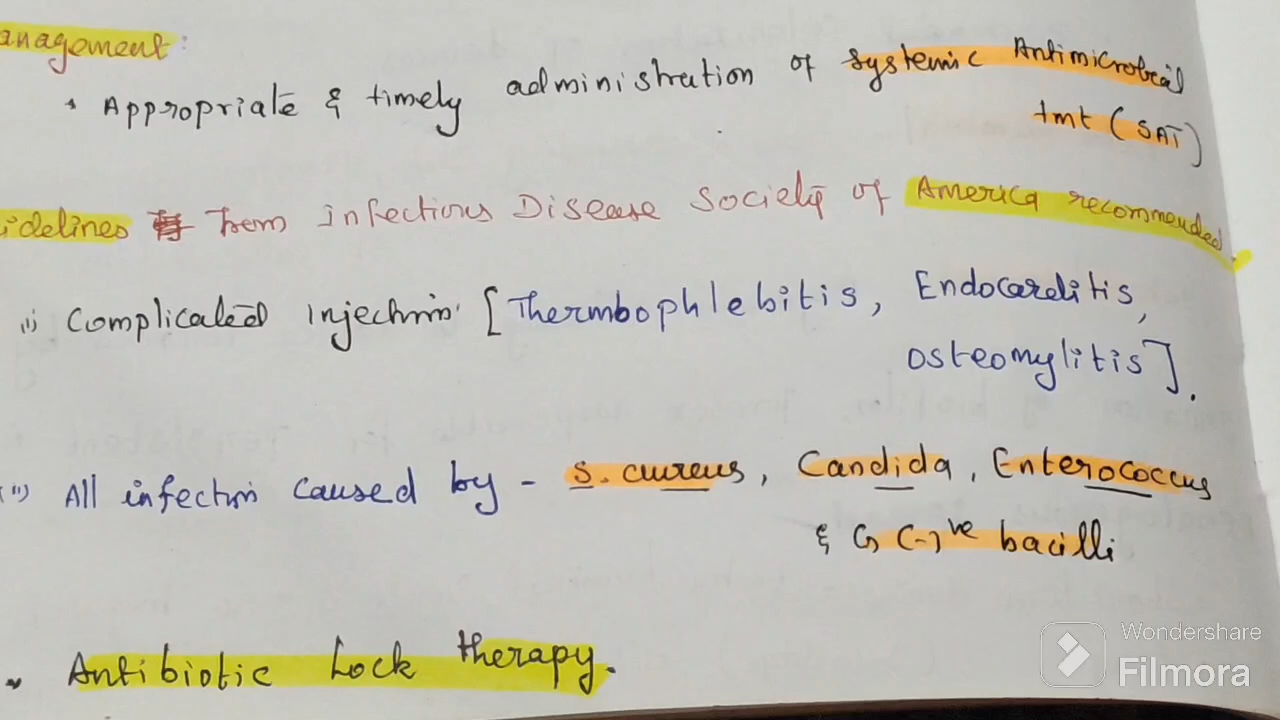 anagement:
• Appropriate & timely administration of systemic Antimicrobial
tmt (SAT)
idelines from infectious Disease Society of America recommended
i) Complicated Injection [Thermbophlebitis, Endocarditis,
osteomylitis].
(ii) All infection caused by - S. aureus, Candida, Enterococcus
& G(-)ve bacilli
• Antibiotic Lock therapy.
Wondershare
Filmora